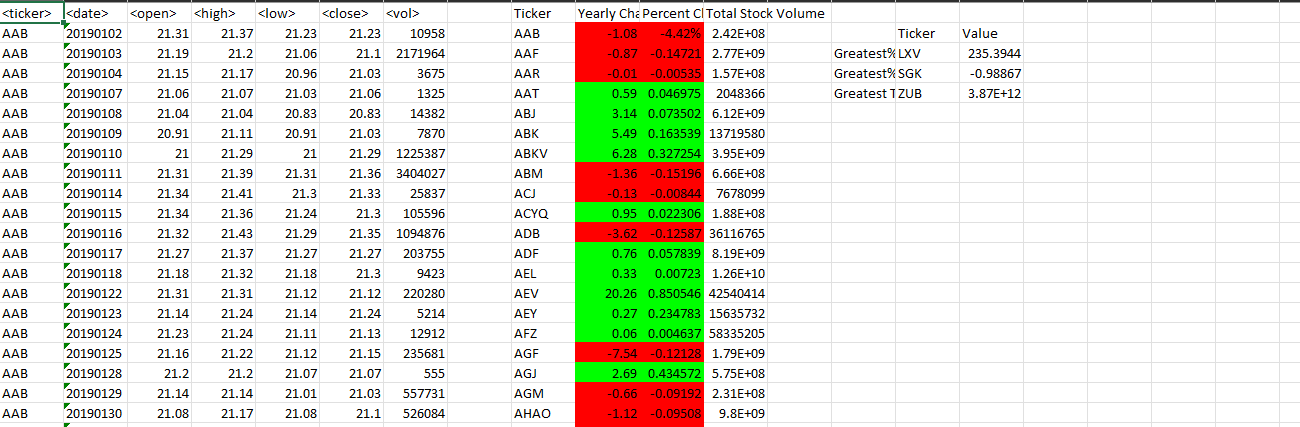 <ticker> <date> <open> <high> <low> <close> <vol> Ticker Yearly Cha Percent Cl Total Stock Volume
AAB 20190102 21.31 21.37 21.23 21.23 10958 AAB -1.08 -4.42% 2.42E+08 Ticker Value
AAB 20190103 21.19 21.2 21.06 21.1 2171964 AAF -0.87 -0.14721 2.77E+09 Greatest% LXV 235.3944
AAB 20190104 21.15 21.17 20.96 21.03 3675 AAR -0.01 -0.00535 1.57E+08 Greatest% SGK -0.98867
AAB 20190107 21.06 21.07 21.03 21.06 1325 AAT 0.59 0.046975 2048366 Greatest T ZUB 3.87E+12
AAB 20190108 21.04 21.04 20.83 20.83 14382 ABJ 3.14 0.073502 6.12E+09
AAB 20190109 20.91 21.11 20.91 21.03 7870 ABK 5.49 0.163539 13719580
AAB 20190110 21 21.29 21 21.29 1225387 ABKV 6.28 0.327254 3.95E+09
AAB 20190111 21.31 21.39 21.31 21.36 3404027 ABM -1.36 -0.15196 6.66E+08
AAB 20190114 21.34 21.41 21.3 21.33 25837 ACJ -0.13 -0.00844 7678099
AAB 20190115 21.34 21.36 21.24 21.3 105596 ACYQ 0.95 0.022306 1.88E+08
AAB 20190116 21.32 21.43 21.29 21.35 1094876 ADB -3.62 -0.12587 36116765
AAB 20190117 21.27 21.37 21.27 21.27 203755 ADF 0.76 0.057839 8.19E+09
AAB 20190118 21.18 21.32 21.18 21.3 9423 AEL 0.33 0.00723 1.26E+10
AAB 20190122 21.31 21.31 21.12 21.12 220280 AEV 20.26 0.850546 42540414
AAB 20190123 21.14 21.24 21.14 21.24 5214 AEY 0.27 0.234783 15635732
AAB 20190124 21.23 21.24 21.11 21.13 12912 AFZ 0.06 0.004637 58335205
AAB 20190125 21.16 21.22 21.12 21.15 235681 AGF -7.54 -0.12128 1.79E+09
AAB 20190128 21.2 21.2 21.07 21.07 555 AGJ 2.69 0.434572 5.75E+08
AAB 20190129 21.14 21.14 21.01 21.03 557731 AGM -0.66 -0.09192 2.31E+08
AAB 20190130 21.08 21.17 21.08 21.1 526084 AHAO -1.12 -0.09508 9.8E+09